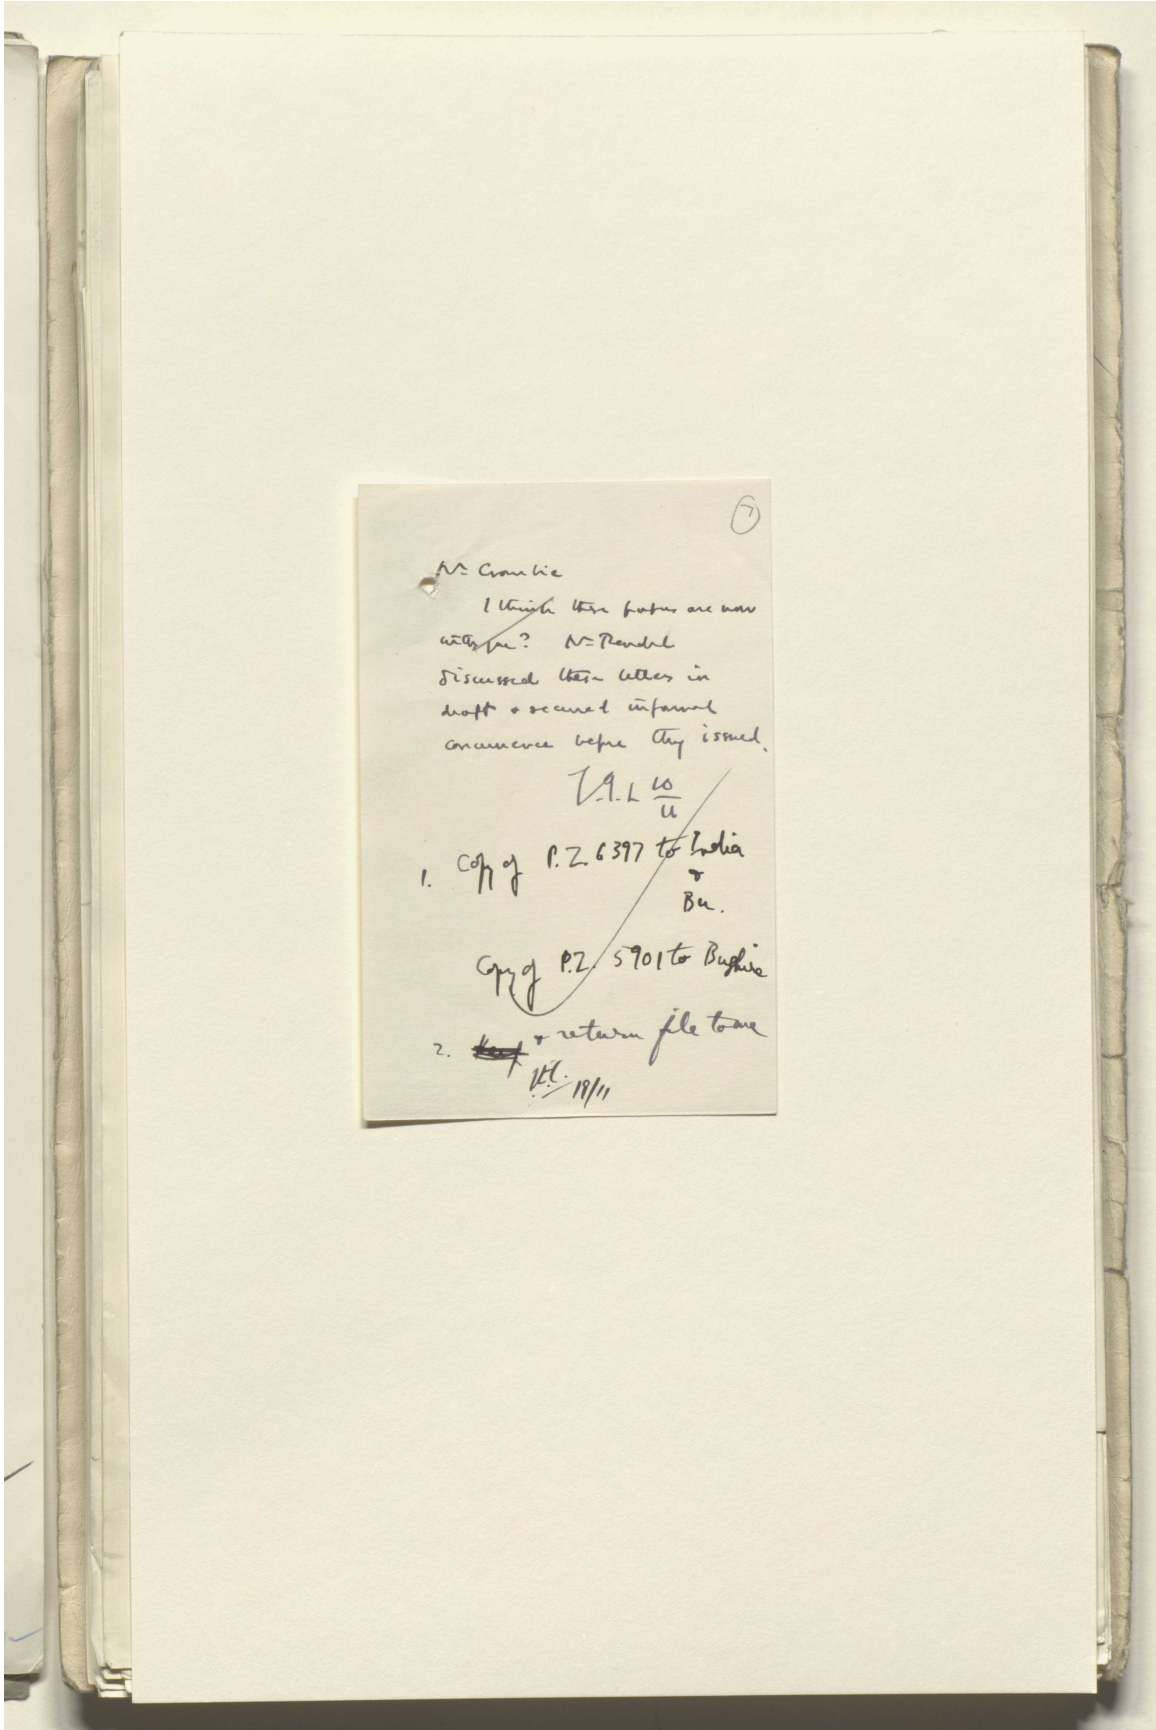 7
Mr Crombie
I think these papers are now
with you? Mr Rendel
discussed these letters in
draft & secured informal
concurrence before they issued.
10
11
1. Copy of P.Z. 6397 to India
&
Bu.
Copy of P.Z. 5901 to Bushire
2. & return file to me
18/11